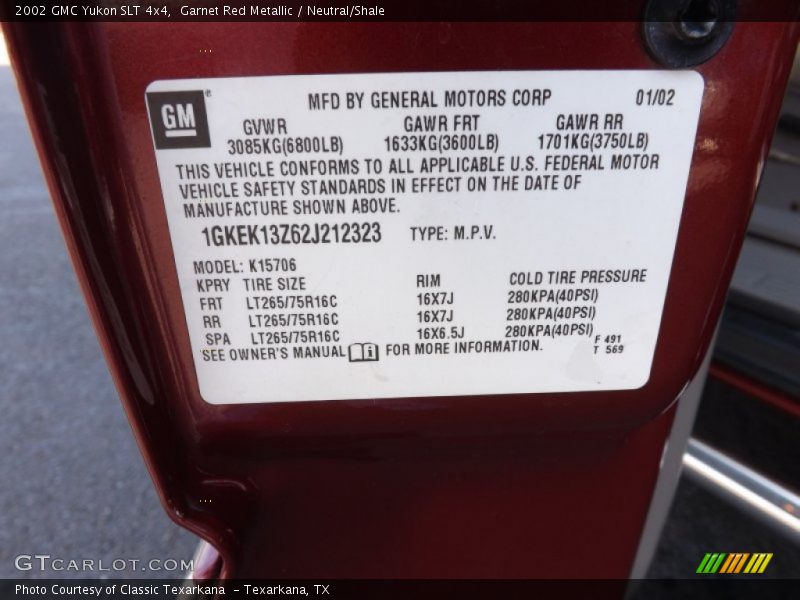 2002 GMC Yukon SLT 4x4,  Garnet Red Metallic / Neutral/Shale
GM
MFD BY GENERAL MOTORS CORP 01/02
GVWR GAWR FRT GAWR RR
3085KG(6800LB) 1633KG(3600LB) 1701KG(3750LB)
THIS VEHICLE CONFORMS TO ALL APPLICABLE U.S. FEDERAL MOTOR
VEHICLE SAFETY STANDARDS IN EFFECT ON THE DATE OF
MANUFACTURE SHOWN ABOVE.
1GKEK13Z62J212323 TYPE: M.P.V.
MODEL: K15706
KPRY TIRE SIZE RIM COLD TIRE PRESSURE
FRT LT265/75R16C 16X7J 280KPA(40PSI)
RR LT265/75R16C 16X7J 280KPA(40PSI)
SPA LT265/75R16C 16X6.5J 280KPA(40PSI)
SEE OWNER'S MANUAL FOR MORE INFORMATION.
F 491
T 569
GTCARLOT.COM
Photo Courtesy of Classic Texarkana  - Texarkana, TX